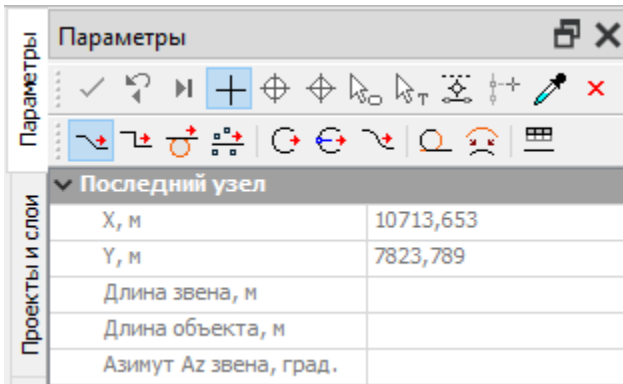 Параметры
Параметры
Проекты и слои
Последний узел
X, м 10713,653
Y, м 7823,789
Длина звена, м
Длина объекта, м
Азимут Az звена, град.